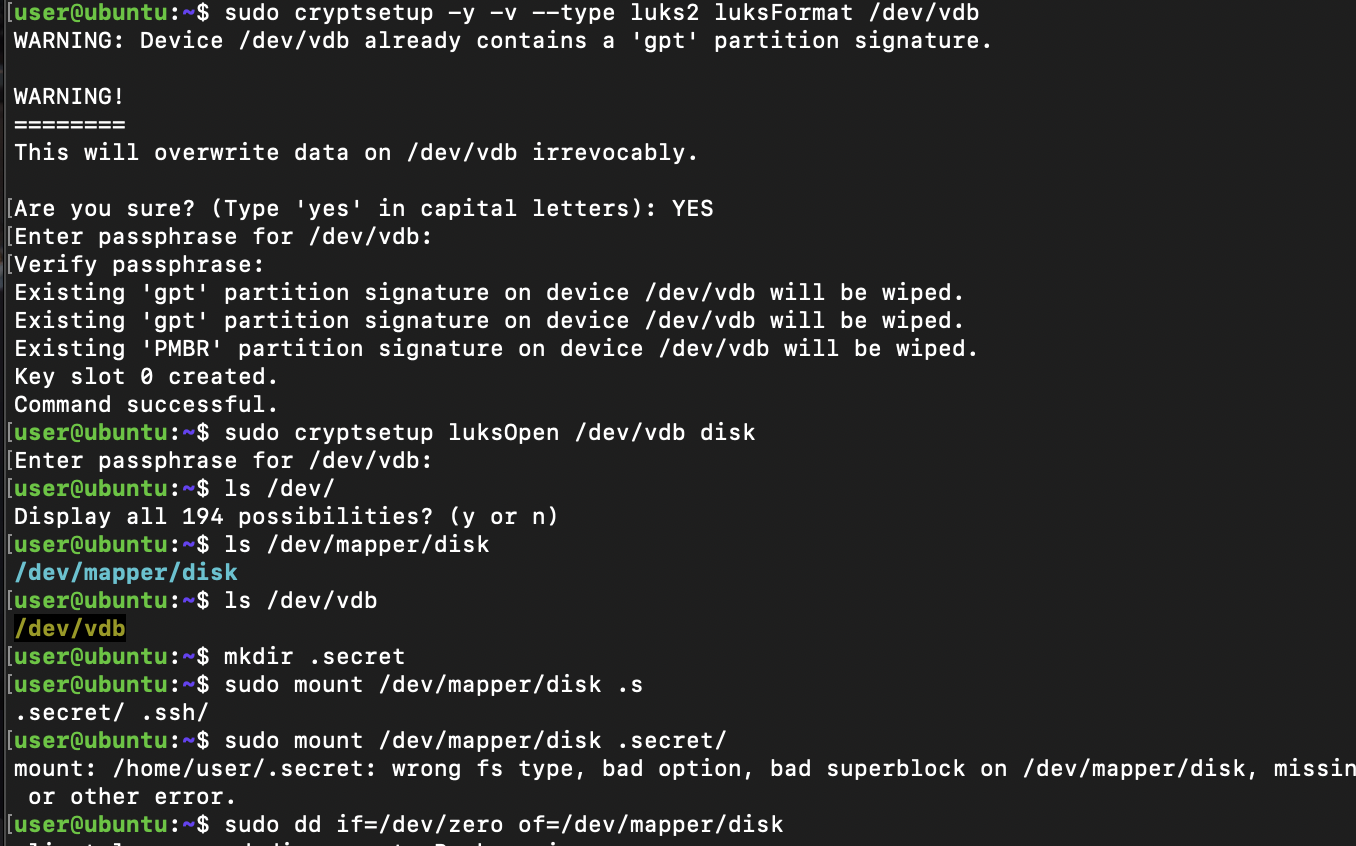 [user@ubuntu:~$ sudo cryptsetup -y -v --type luks2 luksFormat /dev/vdb
WARNING: Device /dev/vdb already contains a 'gpt' partition signature.
WARNING!
========
This will overwrite data on /dev/vdb irrevocably.
[Are you sure? (Type 'yes' in capital letters): YES
[Enter passphrase for /dev/vdb:
[Verify passphrase:
Existing 'gpt' partition signature on device /dev/vdb will be wiped.
Existing 'gpt' partition signature on device /dev/vdb will be wiped.
Existing 'PMBR' partition signature on device /dev/vdb will be wiped.
Key slot 0 created.
Command successful.
[user@ubuntu:~$ sudo cryptsetup luksOpen /dev/vdb disk
[Enter passphrase for /dev/vdb:
[user@ubuntu:~$ ls /dev/
Display all 194 possibilities? (y or n)
[user@ubuntu:~$ ls /dev/mapper/disk
/dev/mapper/disk
[user@ubuntu:~$ ls /dev/vdb
/dev/vdb
[user@ubuntu:~$ mkdir .secret
[user@ubuntu:~$ sudo mount /dev/mapper/disk .s
.secret/ .ssh/
[user@ubuntu:~$ sudo mount /dev/mapper/disk .secret/
mount: /home/user/.secret: wrong fs type, bad option, bad superblock on /dev/mapper/disk, missin
or other error.
[user@ubuntu:~$ sudo dd if=/dev/zero of=/dev/mapper/disk